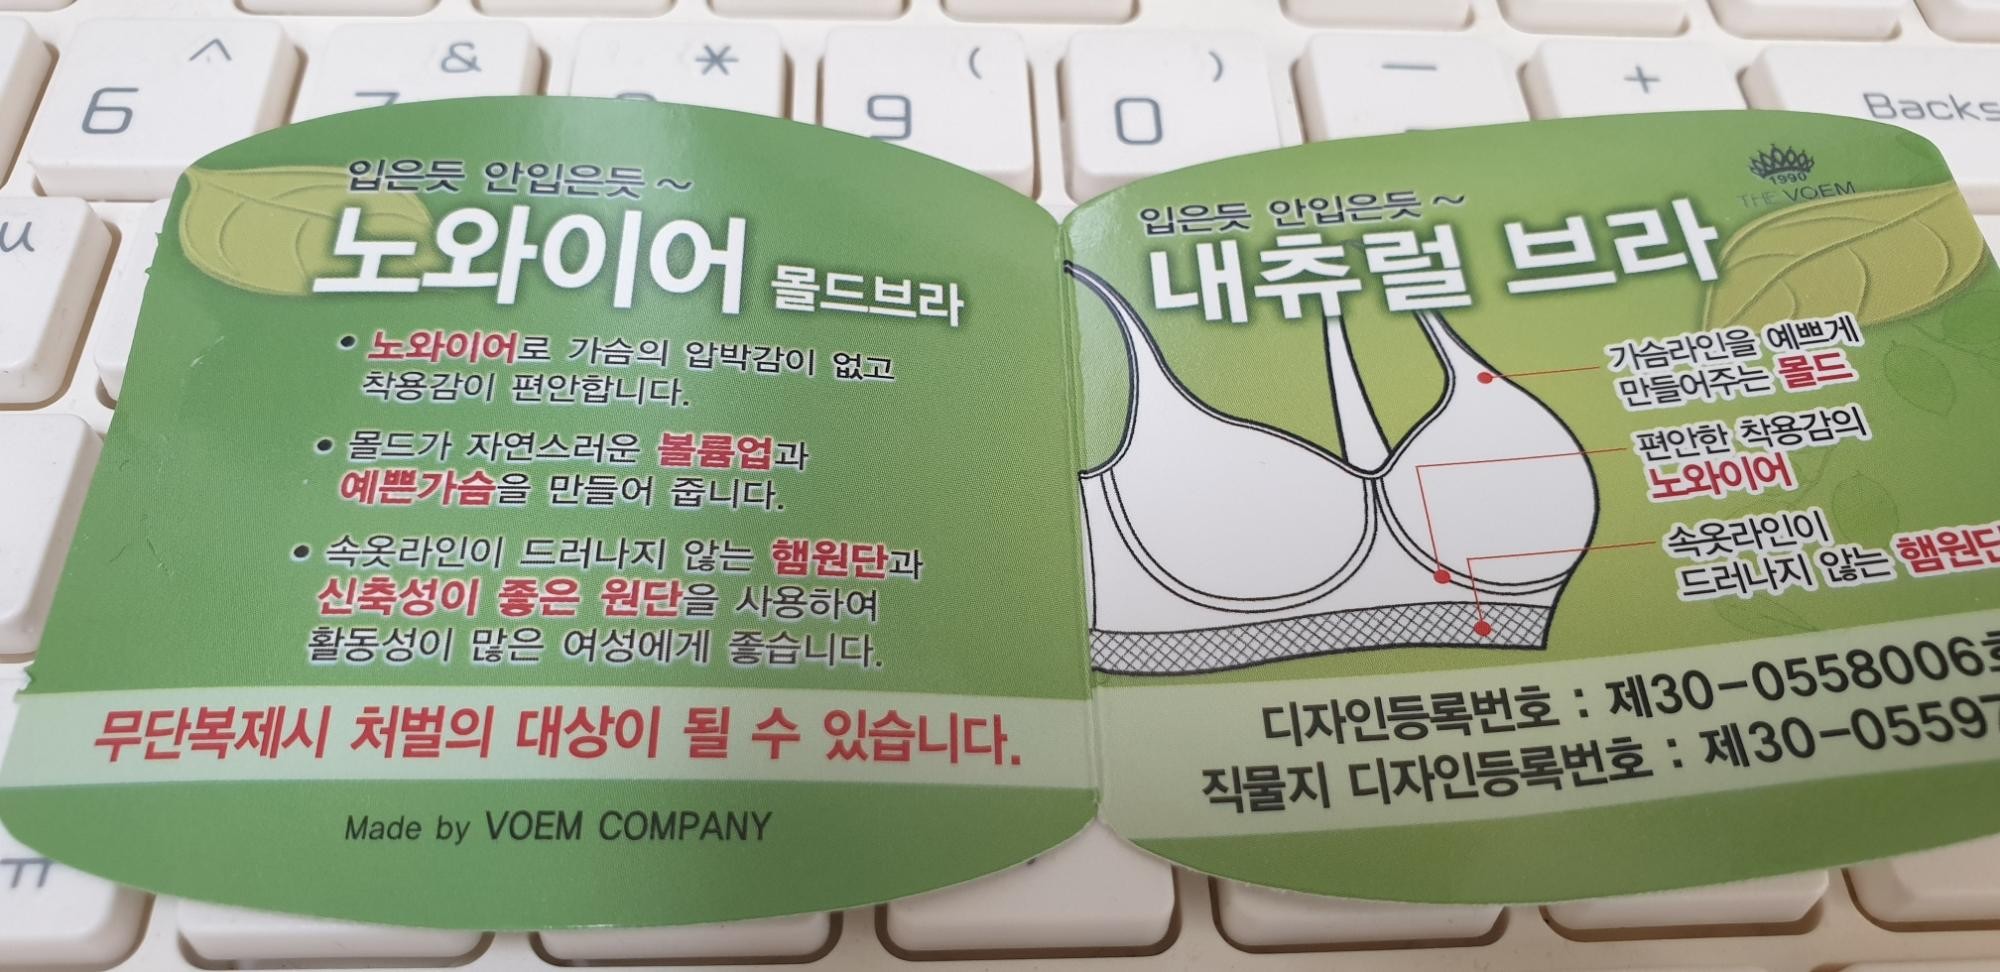 ^
&
*
(
)
—
+
6
9
0
입은듯 안입은듯~
노와이어 몰드브라
• 노와이어로 가슴의 압박감이 없고
착용감이 편안합니다.
• 몰드가 자연스러운 볼륨업과
예쁜가슴을 만들어 줍니다.
• 속옷라인이 드러나지 않는 햄원단과
신축성이 좋은 원단을 사용하여
활동성이 많은 여성에게 좋습니다.
무단복제시 처벌의 대상이 될 수 있습니다.
Made by VOEM COMPANY
1990
THE VOEM
입은듯 안입은듯~
내츄럴 브라
가슴라인을 예쁘게
만들어주는 몰드
편안한 착용감의
노와이어
속옷라인이
드러나지 않는 햄원단
디자인등록번호 : 제30-0558006호
직물지 디자인등록번호 : 제30-05597
ㅠ